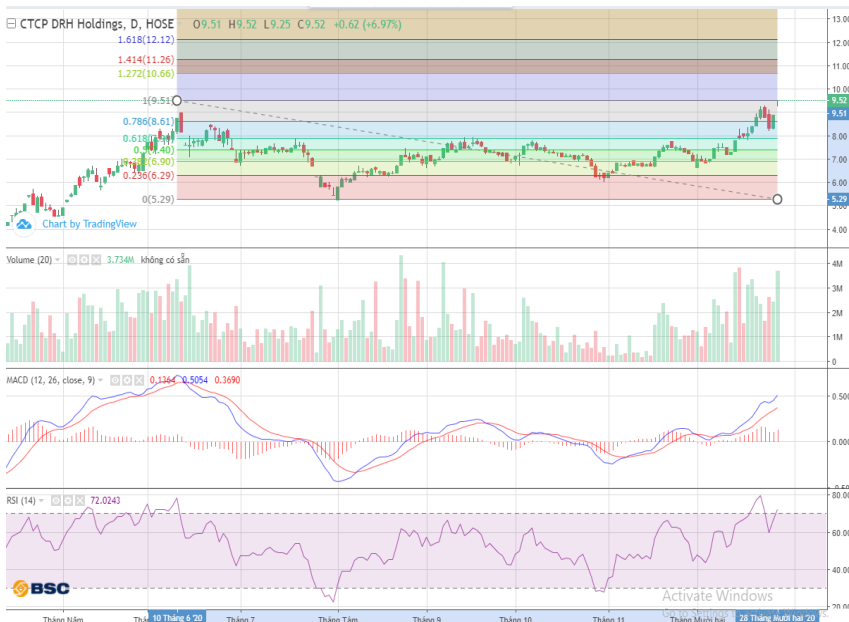 CTCP DRH Holdings, D, HOSE O9.51 H9.52 L9.25 C9.52 +0.62 (+6.97%)
13.00
1.618(12.12)
12.00
1.414(11.26)
11.00
1.272(10.66)
10.00
1(9.51)
9.52
9.51
0.786(8.61)
8.00
7.00
0.236(6.29)
6.00
0(5.29)
5.29
5.00
4.00
Chart by TradingView
Volume (20) 3.734M không có sẵn
4M
3M
2M
1M
0
MACD (12, 26, close, 9) 0.1364 0.5054 0.3690
0.500
0.000
RSI (14) 72.0243
80.00
60.00
40.00
20.00
BSC
Activate Windows
Tháng Năm 10 Tháng 6 '20 Tháng 7 Tháng Tám Tháng 9 Tháng 10 Tháng 11 Tháng Mười hai 28 Tháng Mười hai '20